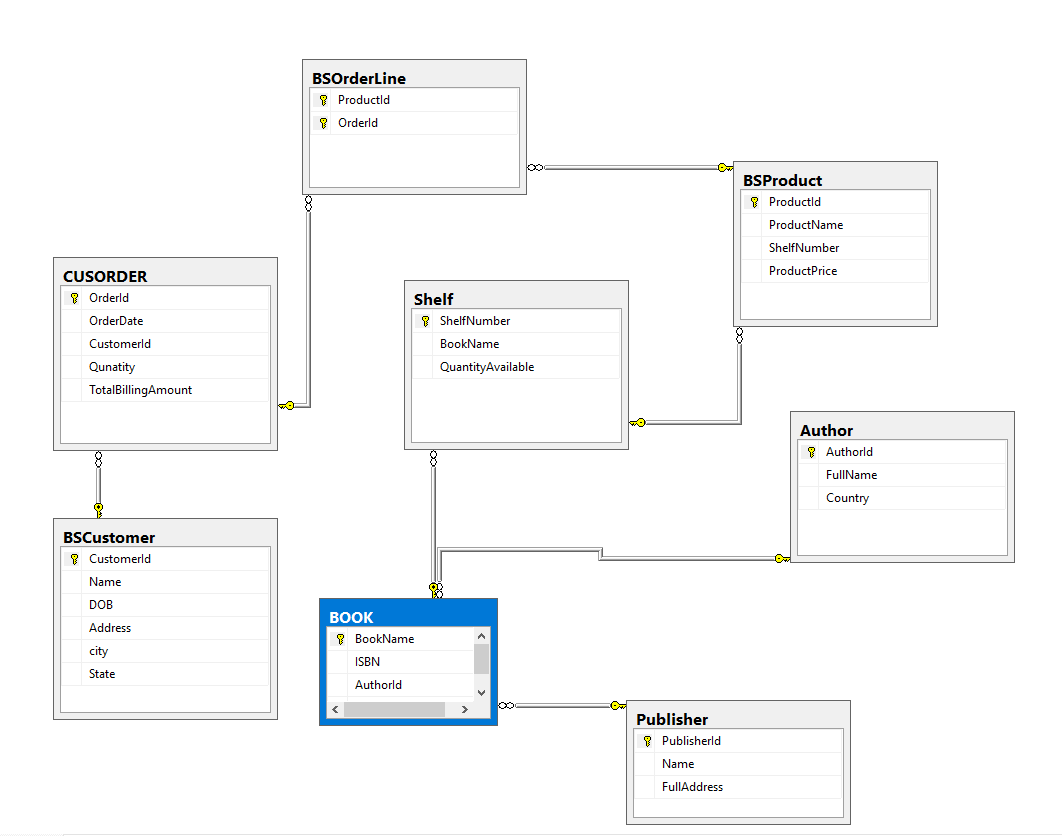 BSOrderLine
ProductId
OrderId
BSProduct
ProductId
ProductName
ShelfNumber
ProductPrice
CUSORDER
OrderId
OrderDate
CustomerId
Qunatity
TotalBillingAmount
Shelf
ShelfNumber
BookName
QuantityAvailable
Author
AuthorId
FullName
Country
BSCustomer
CustomerId
Name
DOB
Address
city
State
BOOK
BookName
ISBN
AuthorId
Publisher
PublisherId
Name
FullAddress